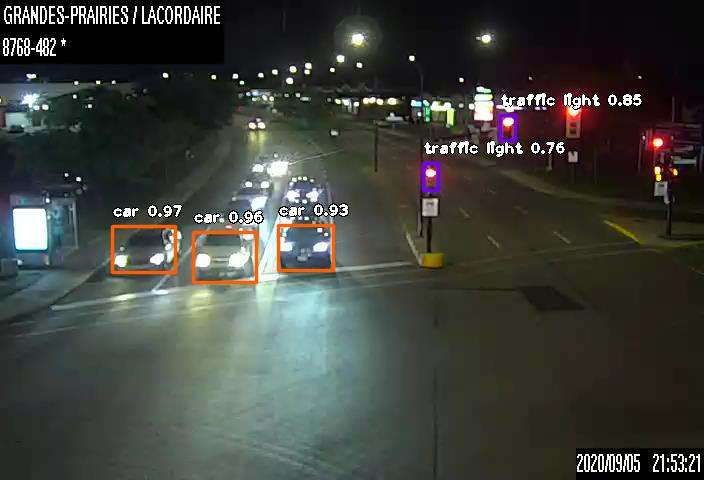 GRANDES-PRAIRIES / LACORDAIRE
8768-482 *
traffic light 0.85
traffic light 0.76
car 0.97
car 0.96
car 0.93
2020/09/05 21:53:21